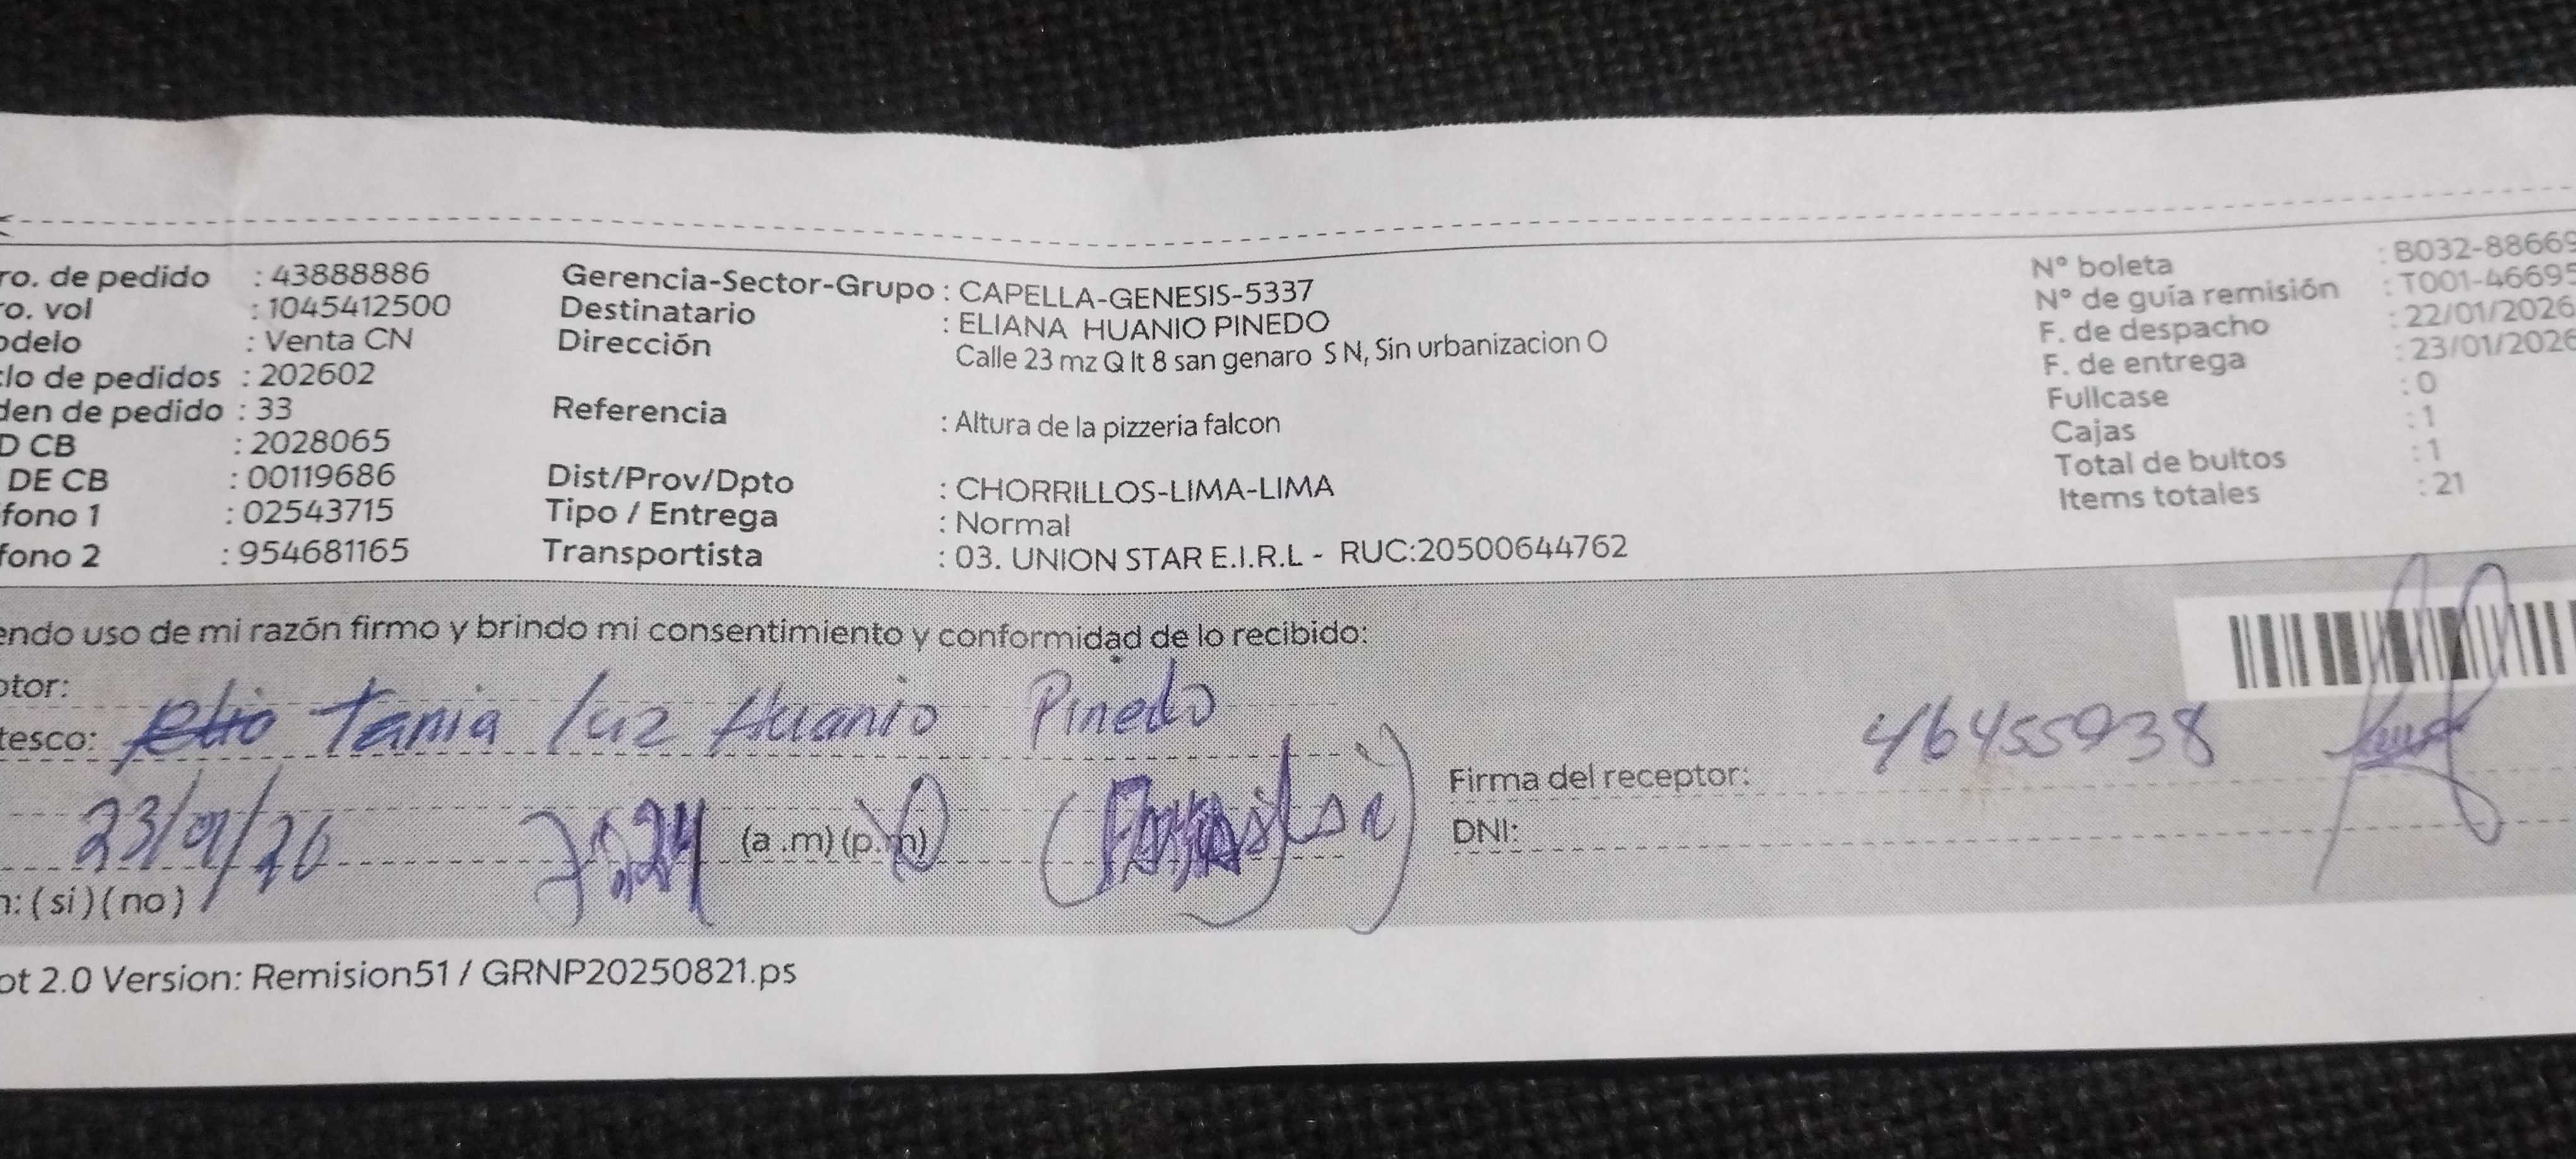 ro. de pedido : 43888886
ro. vol : 1045412500
odelo : Venta CN
clo de pedidos : 202602
den de pedido : 33
D CB : 2028065
DE CB : 00119686
fono 1 : 02543715
fono 2 : 954681165
Gerencia-Sector-Grupo : CAPELLA-GENESIS-5337
Destinatario : ELIANA HUANIO PINEDO
Dirección Calle 23 mz Q lt 8 san genaro S N, Sin urbanizacion O
Referencia : Altura de la pizzeria falcon
Dist/Prov/Dpto : CHORRILLOS-LIMA-LIMA
Tipo / Entrega : Normal
Transportista : 03. UNION STAR E.I.R.L - RUC:20500644762
N° boleta : B032-88669
N° de guía remisión : T001-46695
F. de despacho : 22/01/2026
F. de entrega : 23/01/2026
Fullcase : 0
Cajas : 1
Total de bultos : 1
Items totales : 21
endo uso de mi razón firmo y brindo mi consentimiento y conformidad de lo recibido:
ptor:
tesco: Tania luz Huanio Pinedo
23/01/26 7:24 (a.m)(p.m)
n: (si)(no)
Firma del receptor: 46455938
DNI:
ot 2.0 Version: Remision51 / GRNP20250821.ps